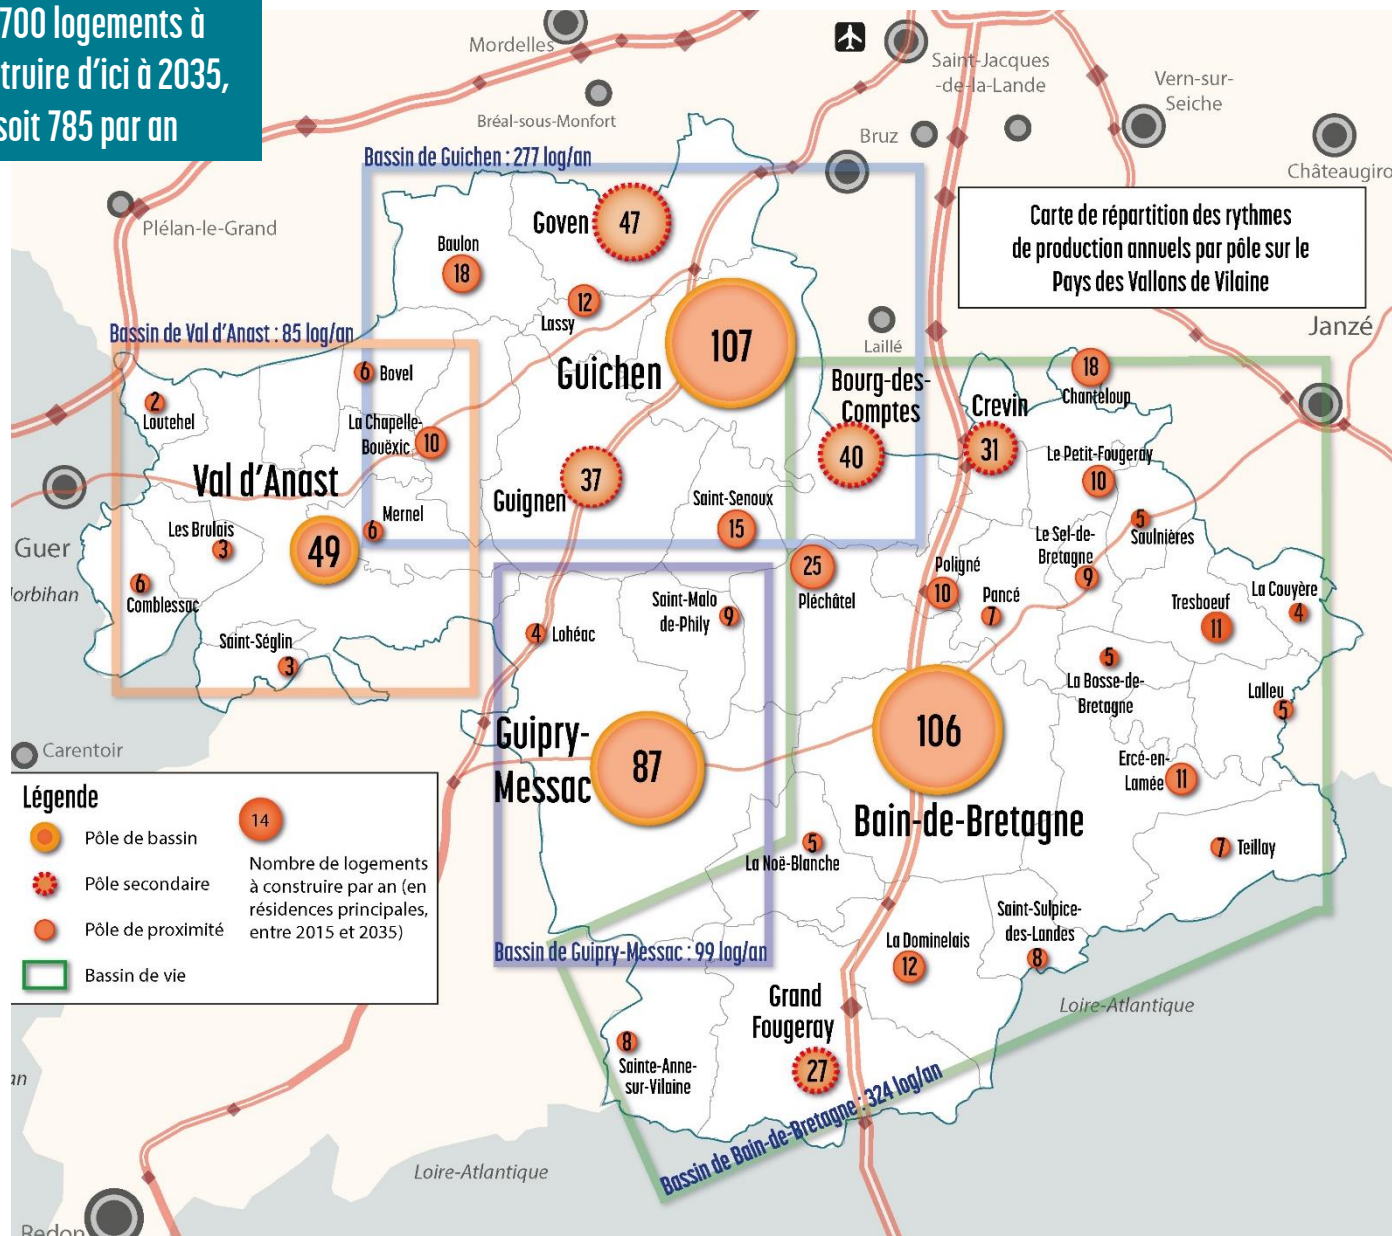 700 logements à
truire d'ici à 2035,
soit 785 par an
Mordelles
Bréal-sous-Monfort
Saint-Jacques
-de-la-Lande
Vern-sur-
Seiche
Bruz
Châteaugiro
Plélan-le-Grand
Bassin de Guichen : 277 log/an
Carte de répartition des rythmes
de production annuels par pôle sur le
Pays des Vallons de Vilaine
Goven
47
Baulon
18
12
Lassy
107
Guichen
Laillé
Janzé
Bassin de Val d'Anast : 85 log/an
6 Bovel
2
Loutehel
La Chapelle-
Bouëxic
10
Bourg-des-
Comptes
40
Crevin
31
18
Chanteloup
Le Petit-Fougeray
10
Val d'Anast
49
Guignen
37
Saint-Senoux
15
Mernel
6
Les Brulais
3
Guer
orbihan
6
Comblessac
Saint-Séglin
3
25
Pléchâtel
Le Sel-de-
Bretagne
9
5
Saulnières
Poligné
10
Pancé
7
Tresboeuf
11
La Couyère
4
Saint-Malo
de-Phily
9
4 Lohéac
5
La Bosse-de-
Bretagne
Lalleu
5
Guipry-
Messac
87
106
Bain-de-Bretagne
Ercé-en-
Lamée
11
7 Teillay
Carentoir
5
La Noë-Blanche
Légende
Pôle de bassin
Pôle secondaire
Pôle de proximité
Bassin de vie
14
Nombre de logements
à construire par an (en
résidences principales,
entre 2015 et 2035)
Bassin de Guipry-Messac : 99 log/an
La Dominelais
12
Saint-Sulpice-
des-Landes
8
Grand
Fougeray
27
8
Sainte-Anne-
sur-Vilaine
Loire-Atlantique
Bassin de Bain-de-Bretagne : 324 log/an
an
Loire-Atlantique
Redon